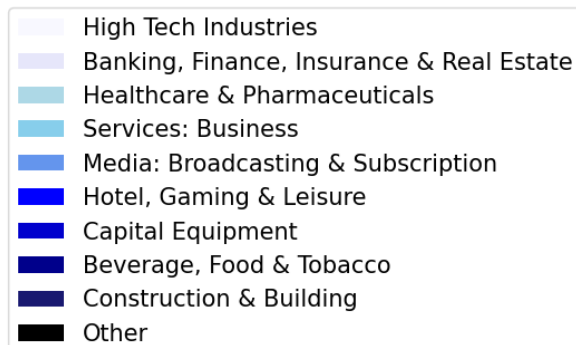 High Tech Industries
Banking, Finance, Insurance & Real Estate
Healthcare & Pharmaceuticals
Services: Business
Media: Broadcasting & Subscription
Hotel, Gaming & Leisure
Capital Equipment
Beverage, Food & Tobacco
Construction & Building
Other